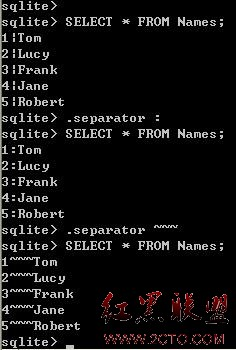 sqlite>
sqlite> SELECT * FROM Names;
1|Tom
2|Lucy
3|Frank
4|Jane
5|Robert
sqlite> .separator :
sqlite> SELECT * FROM Names;
1:Tom
2:Lucy
3:Frank
4:Jane
5:Robert
sqlite> .separator ~~~~
sqlite> SELECT * FROM Names;
1~~~~Tom
2~~~~Lucy
3~~~~Frank
4~~~~Jane
5~~~~Robert
sqlite> _
红黑联盟
WWW.2CTO.COM